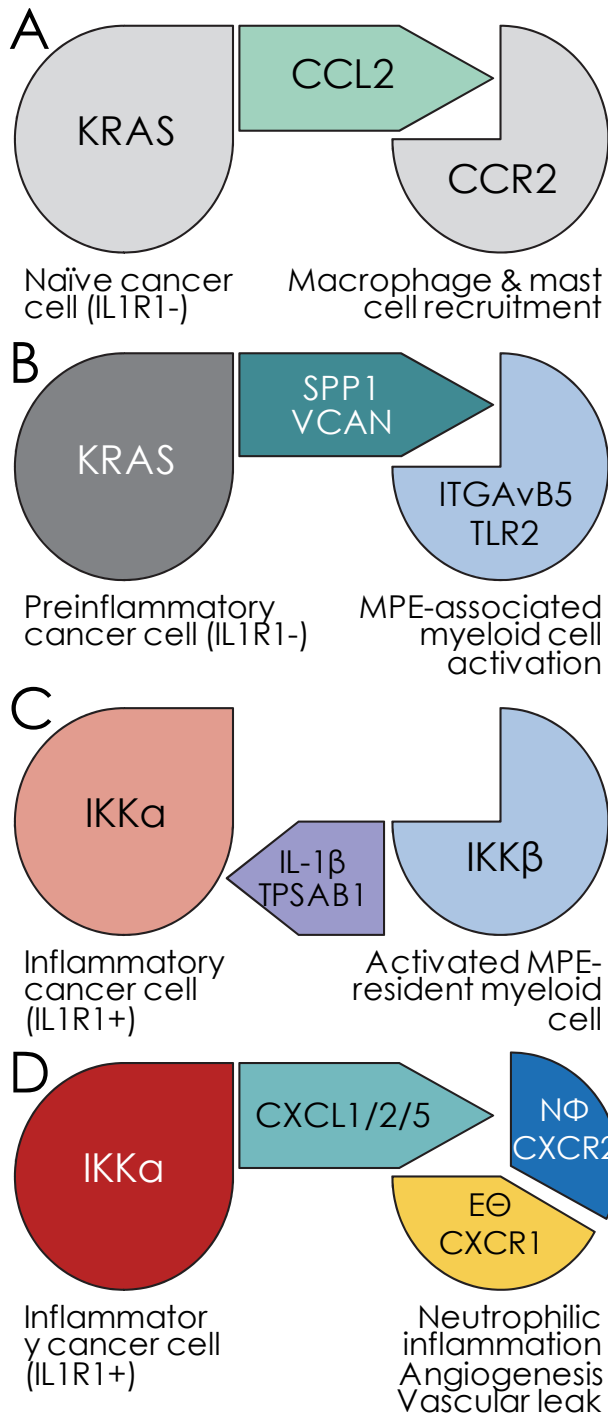 A
KRAS
CCL2
CCR2
Naïve cancer
cell (IL1R1-)
Macrophage & mast
cell recruitment
B
KRAS
SPP1
VCAN
ITGAvB5
TLR2
Preinflammatory
cancer cell (IL1R1-)
MPE-associated
myeloid cell
activation
C
IKKα
IL-1β
TPSAB1
IKKβ
Inflammatory
cancer cell
(IL1R1+)
Activated MPE-
resident myeloid
cell
D
IKKα
CXCL1/2/5
NΦ
CXCR2
EΘ
CXCR1
Inflammator
y cancer cell
(IL1R1+)
Neutrophilic
inflammation
Angiogenesis
Vascular leak